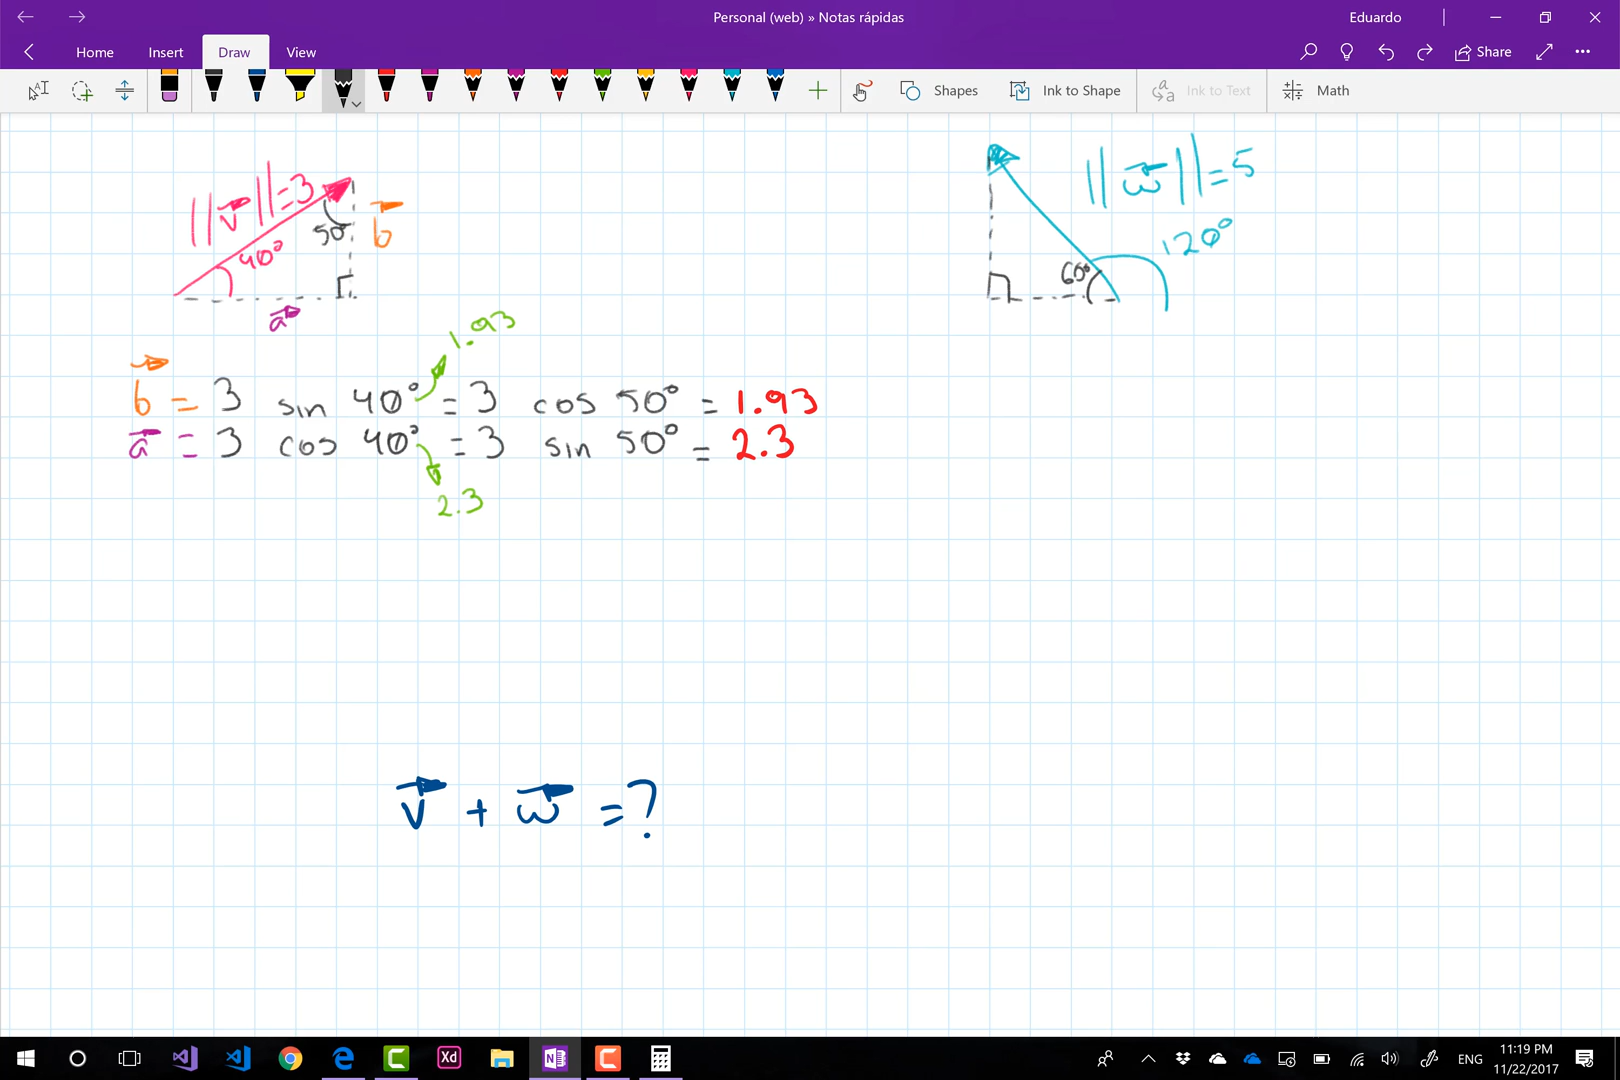 Personal (web) » Notas rápidas
Eduardo
Home Insert Draw View
Share
Shapes Ink to Shape Ink to Text Math
||v⃗||=3
40°
50
b⃗
a⃗
||w⃗||=5
120°
60°
1.93
b⃗ = 3 sin 40° = 3 cos 50° = 1.93
a⃗ = 3 cos 40° = 3 sin 50° = 2.3
2.3
v⃗ + w⃗ =?
Xd
N
ENG
11:19 PM
11/22/2017